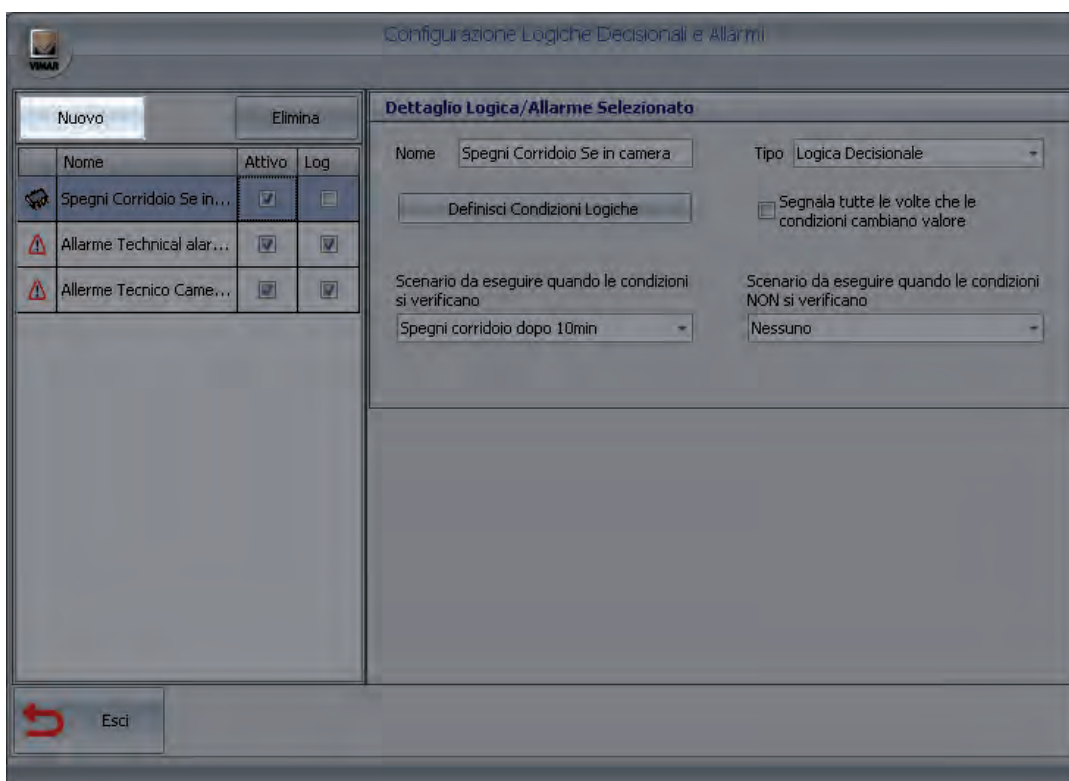 Configurazione Logiche Decisionali e Allarmi
VIMAR
Nuovo
Elimina
Nome Attivo Log
Spegni Corridoio Se in...
Allarme Technical alar...
Allerme Tecnico Came...
Dettaglio Logica/Allarme Selezionato
Nome Spegni Corridoio Se in camera
Tipo Logica Decisionale
Definisci Condizioni Logiche
Segnala tutte le volte che le
condizioni cambiano valore
Scenario da eseguire quando le condizioni
si verificano
Spegni corridoio dopo 10min
Scenario da eseguire quando le condizioni
NON si verificano
Nessuno
Esci